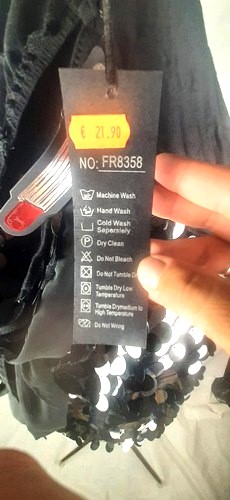 € 21.90
NO: FR8358
Machine Wash
Hand Wash
Cold Wash
Seperately
Dry Clean
Do Not Bleach
Do Not Tumble
Tumble Dry Low
Temperature
Tumble Drymedium to
High Temperature
Do Not Wring